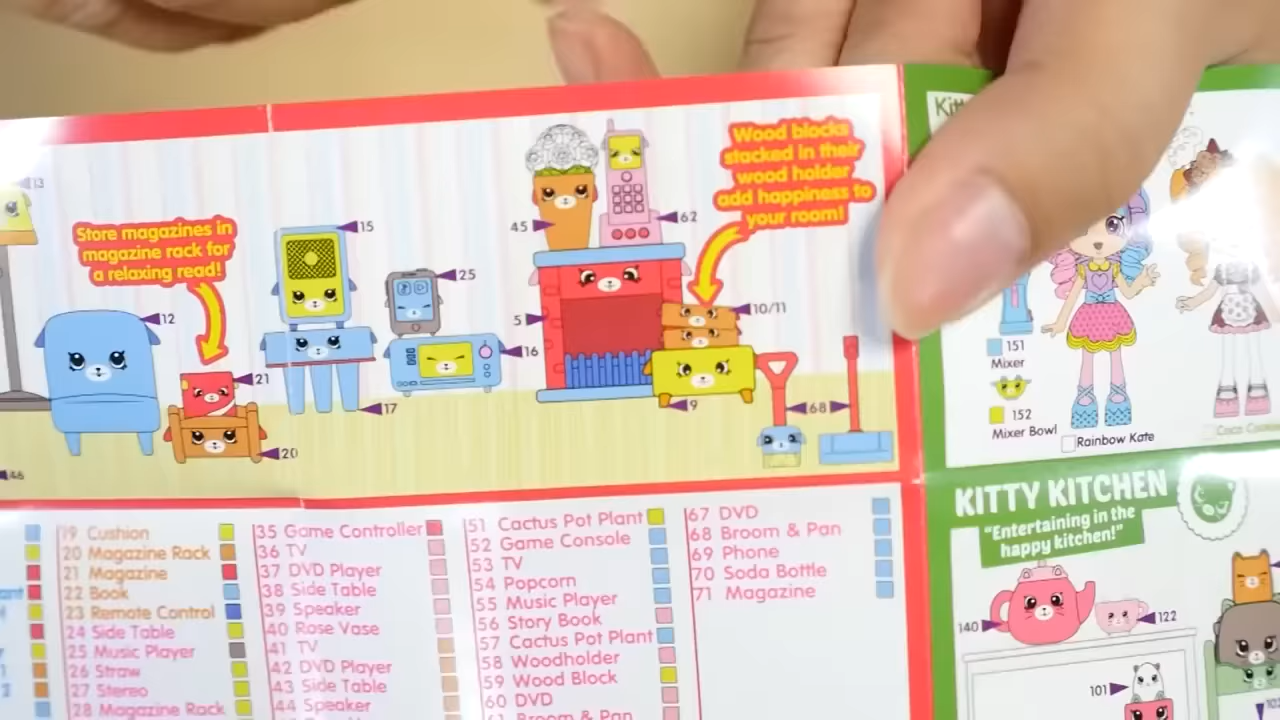 13
Store magazines in
magazine rack for
a relaxing read!
12
21
20
46
15
25
16
17
45
62
5
10/11
9
68
Wood blocks
stacked in their
wood holder
add happiness to
your room!
19 Cushion
20 Magazine Rack
21 Magazine
22 Book
23 Remote Control
24 Side Table
25 Music Player
26 Straw
27 Stereo
28 Magazine Rack
35 Game Controller
36 TV
37 DVD Player
38 Side Table
39 Speaker
40 Rose Vase
41 TV
42 DVD Player
43 Side Table
44 Speaker
51 Cactus Pot Plant
52 Game Console
53 TV
54 Popcorn
55 Music Player
56 Story Book
57 Cactus Pot Plant
58 Woodholder
59 Wood Block
60 DVD
61 Broom & Pan
67 DVD
68 Broom & Pan
69 Phone
70 Soda Bottle
71 Magazine
151
Mixer
152
Mixer Bowl
Rainbow Kate
KITTY KITCHEN
"Entertaining in the
happy kitchen!"
140
122
101